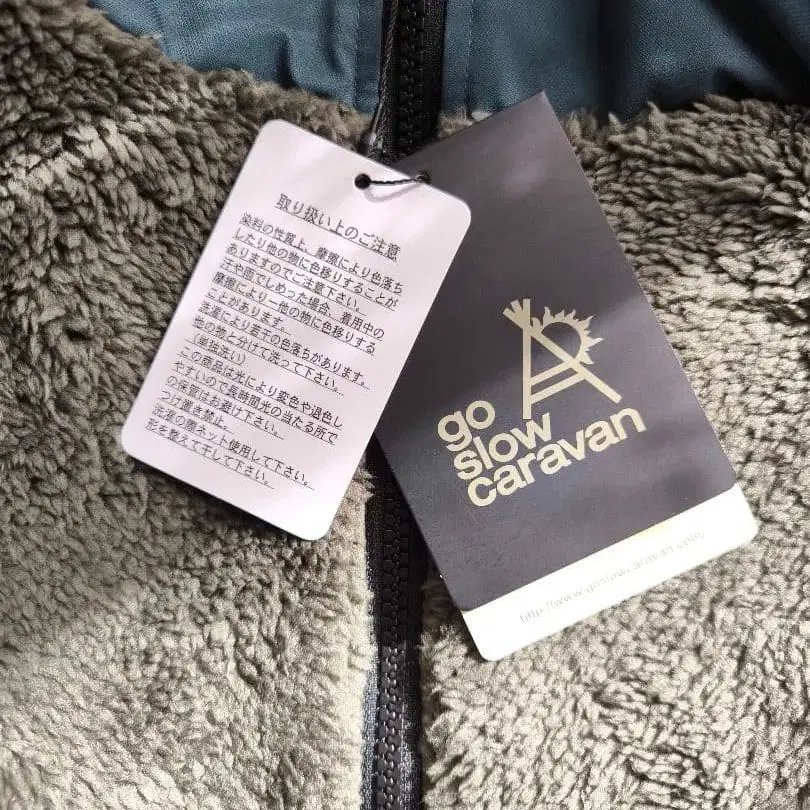 取り扱い上のご注意
染料の性質上、摩擦により色落ち
したり他の物に色移りすることが
ありますのでご注意下さい。
汗や雨でしめった場合、着用中の
摩擦により一他の物に色移りする
ことがあります。
洗濯により若干の色落ちがあります。
他の物と分けて洗って下さい。
（単独洗い）
この商品は光により変色や退色し
やすいので長時間光の当たる所で
の保管はお避け下さい。
つけ置き禁止。
洗濯の際ネット使用して下さい。
形を整えて干して下さい。
go
slow
caravan
http://www.goslowcaravan.com/